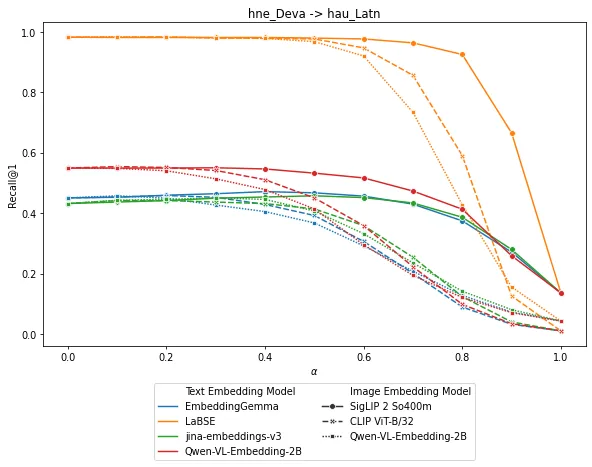 hne_Deva -> hau_Latn
1.0
0.8
0.6
0.4
0.2
0.0
Recall@1
0.0 0.2 0.4 0.6 0.8 1.0
α
Text Embedding Model
EmbeddingGemma
LaBSE
jina-embeddings-v3
Qwen-VL-Embedding-2B
Image Embedding Model
SigLIP 2 So400m
CLIP ViT-B/32
Qwen-VL-Embedding-2B